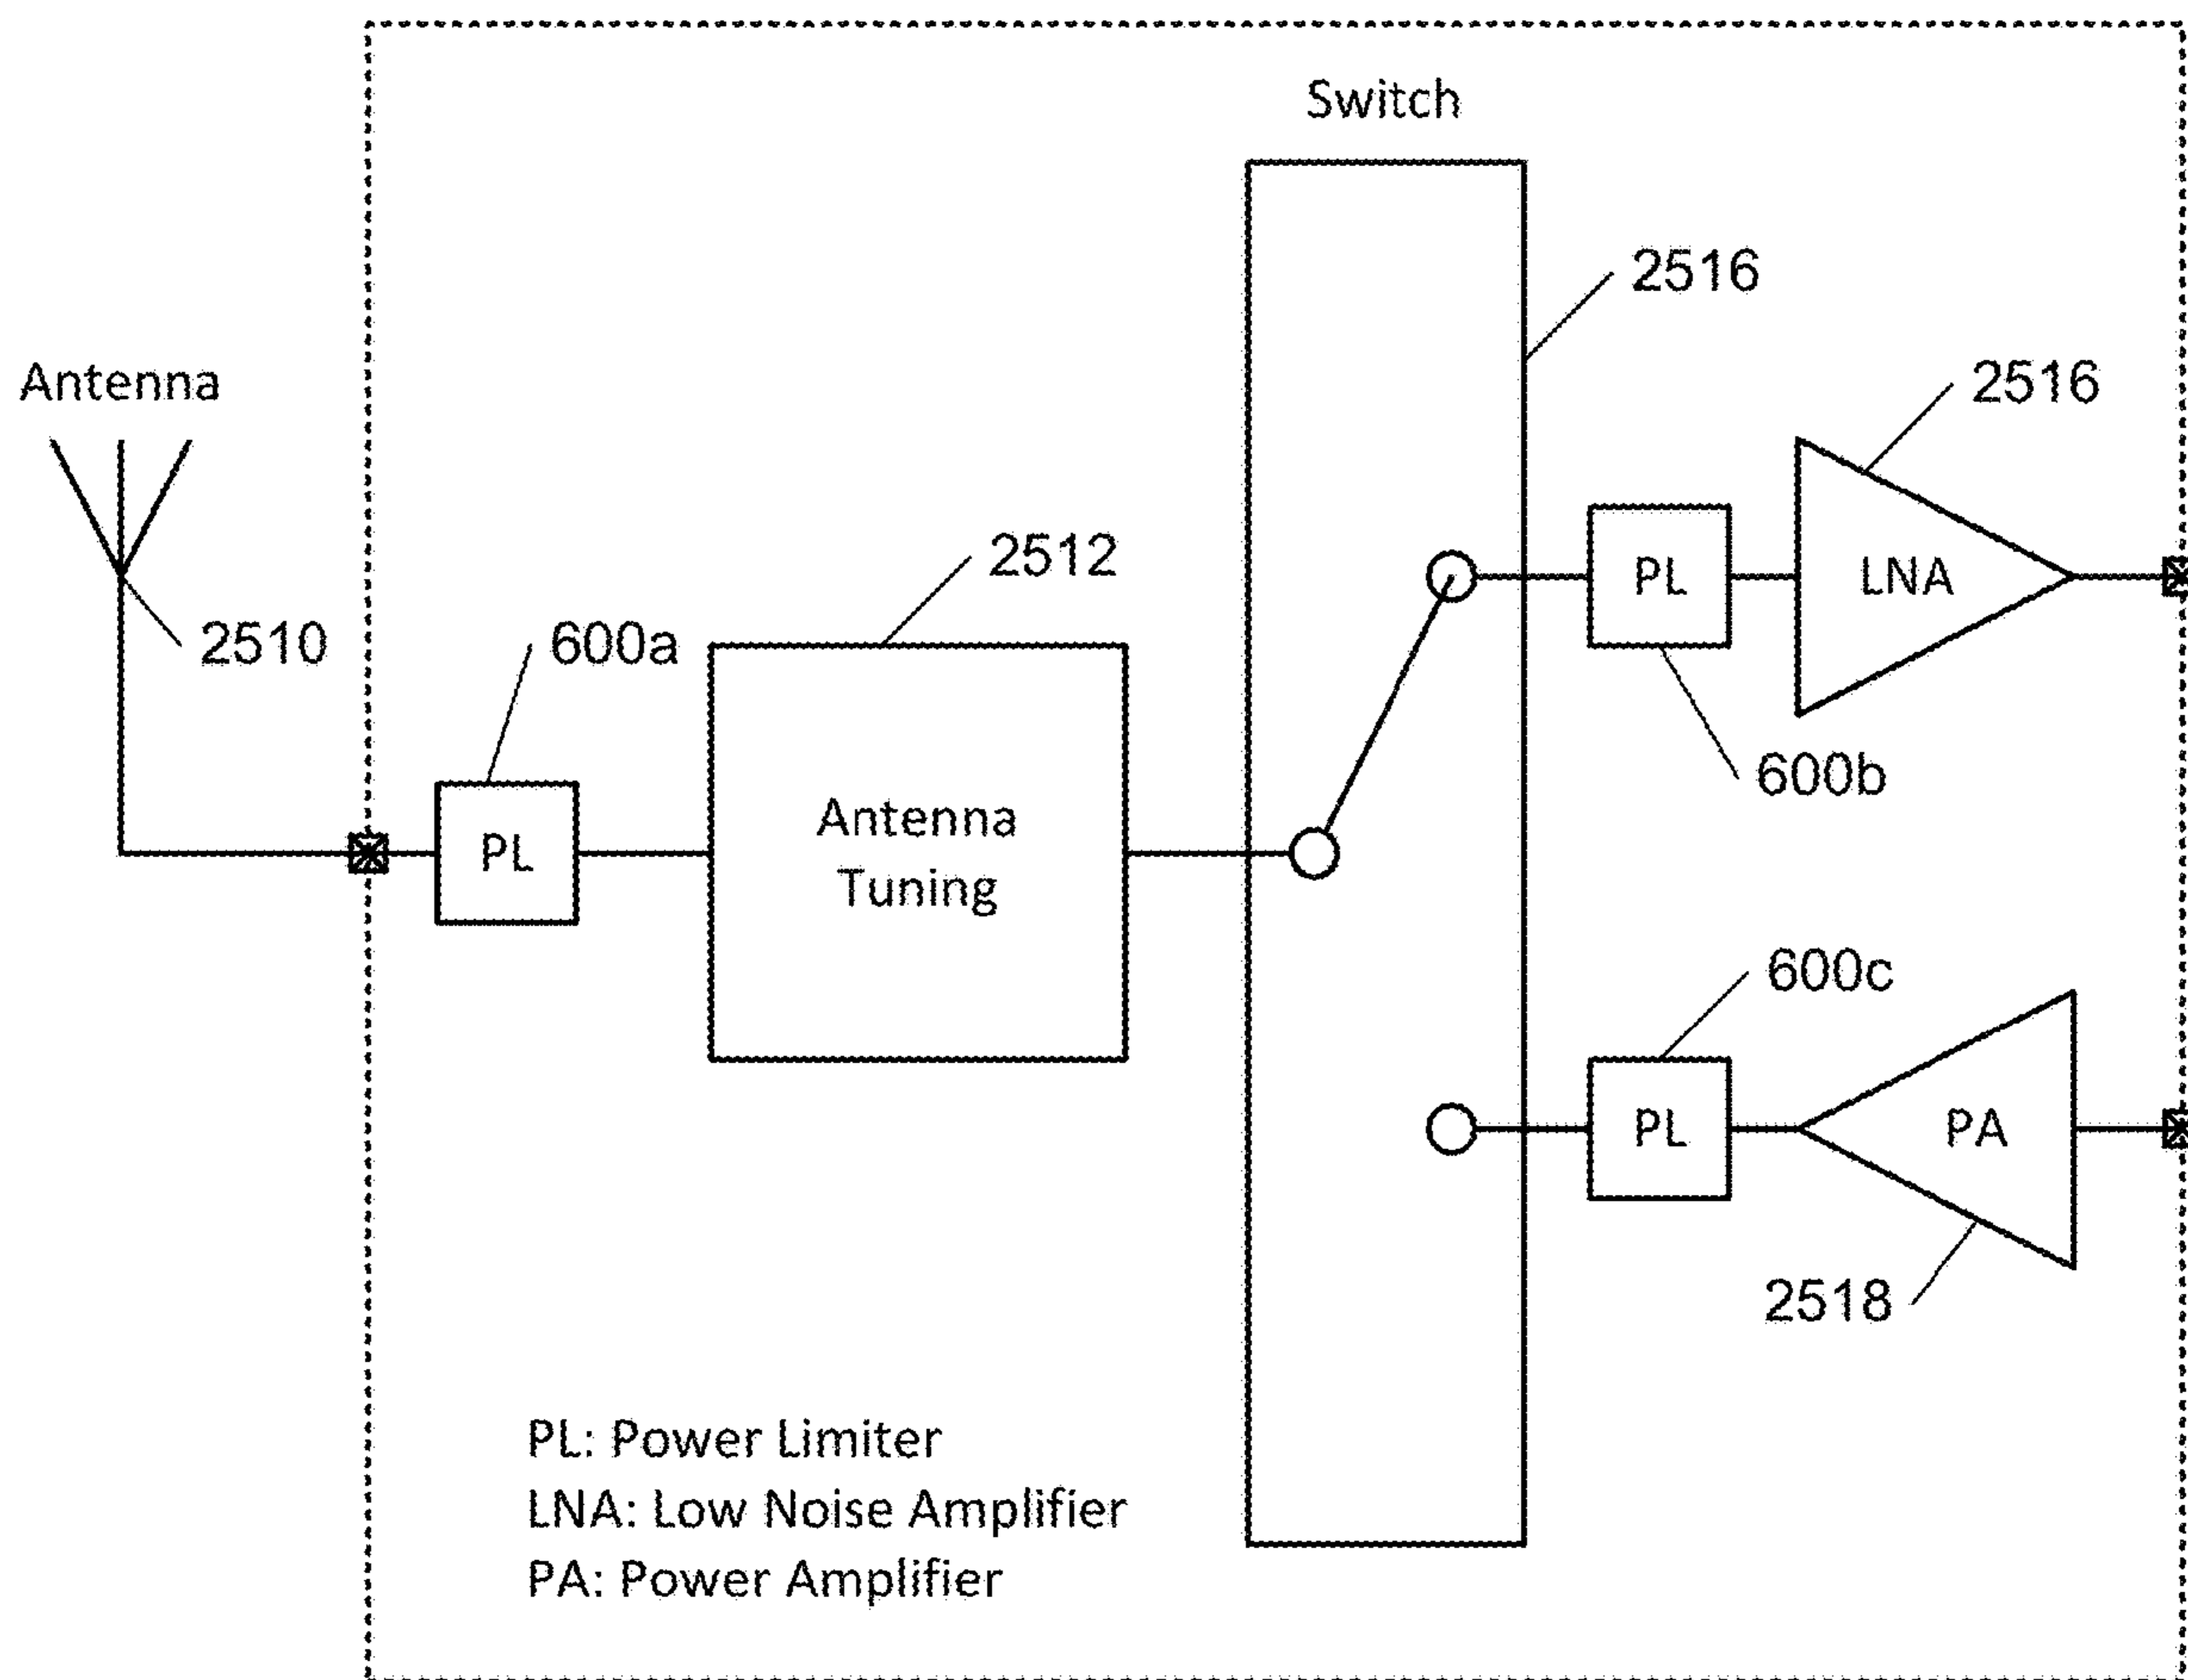 Switch
2516
Antenna
2516
2512
PL
LNA
2510
600a
600b
Antenna
Tuning
PL
600c
PL
PA
2518
PL: Power Limiter
LNA: Low Noise Amplifier
PA: Power Amplifier